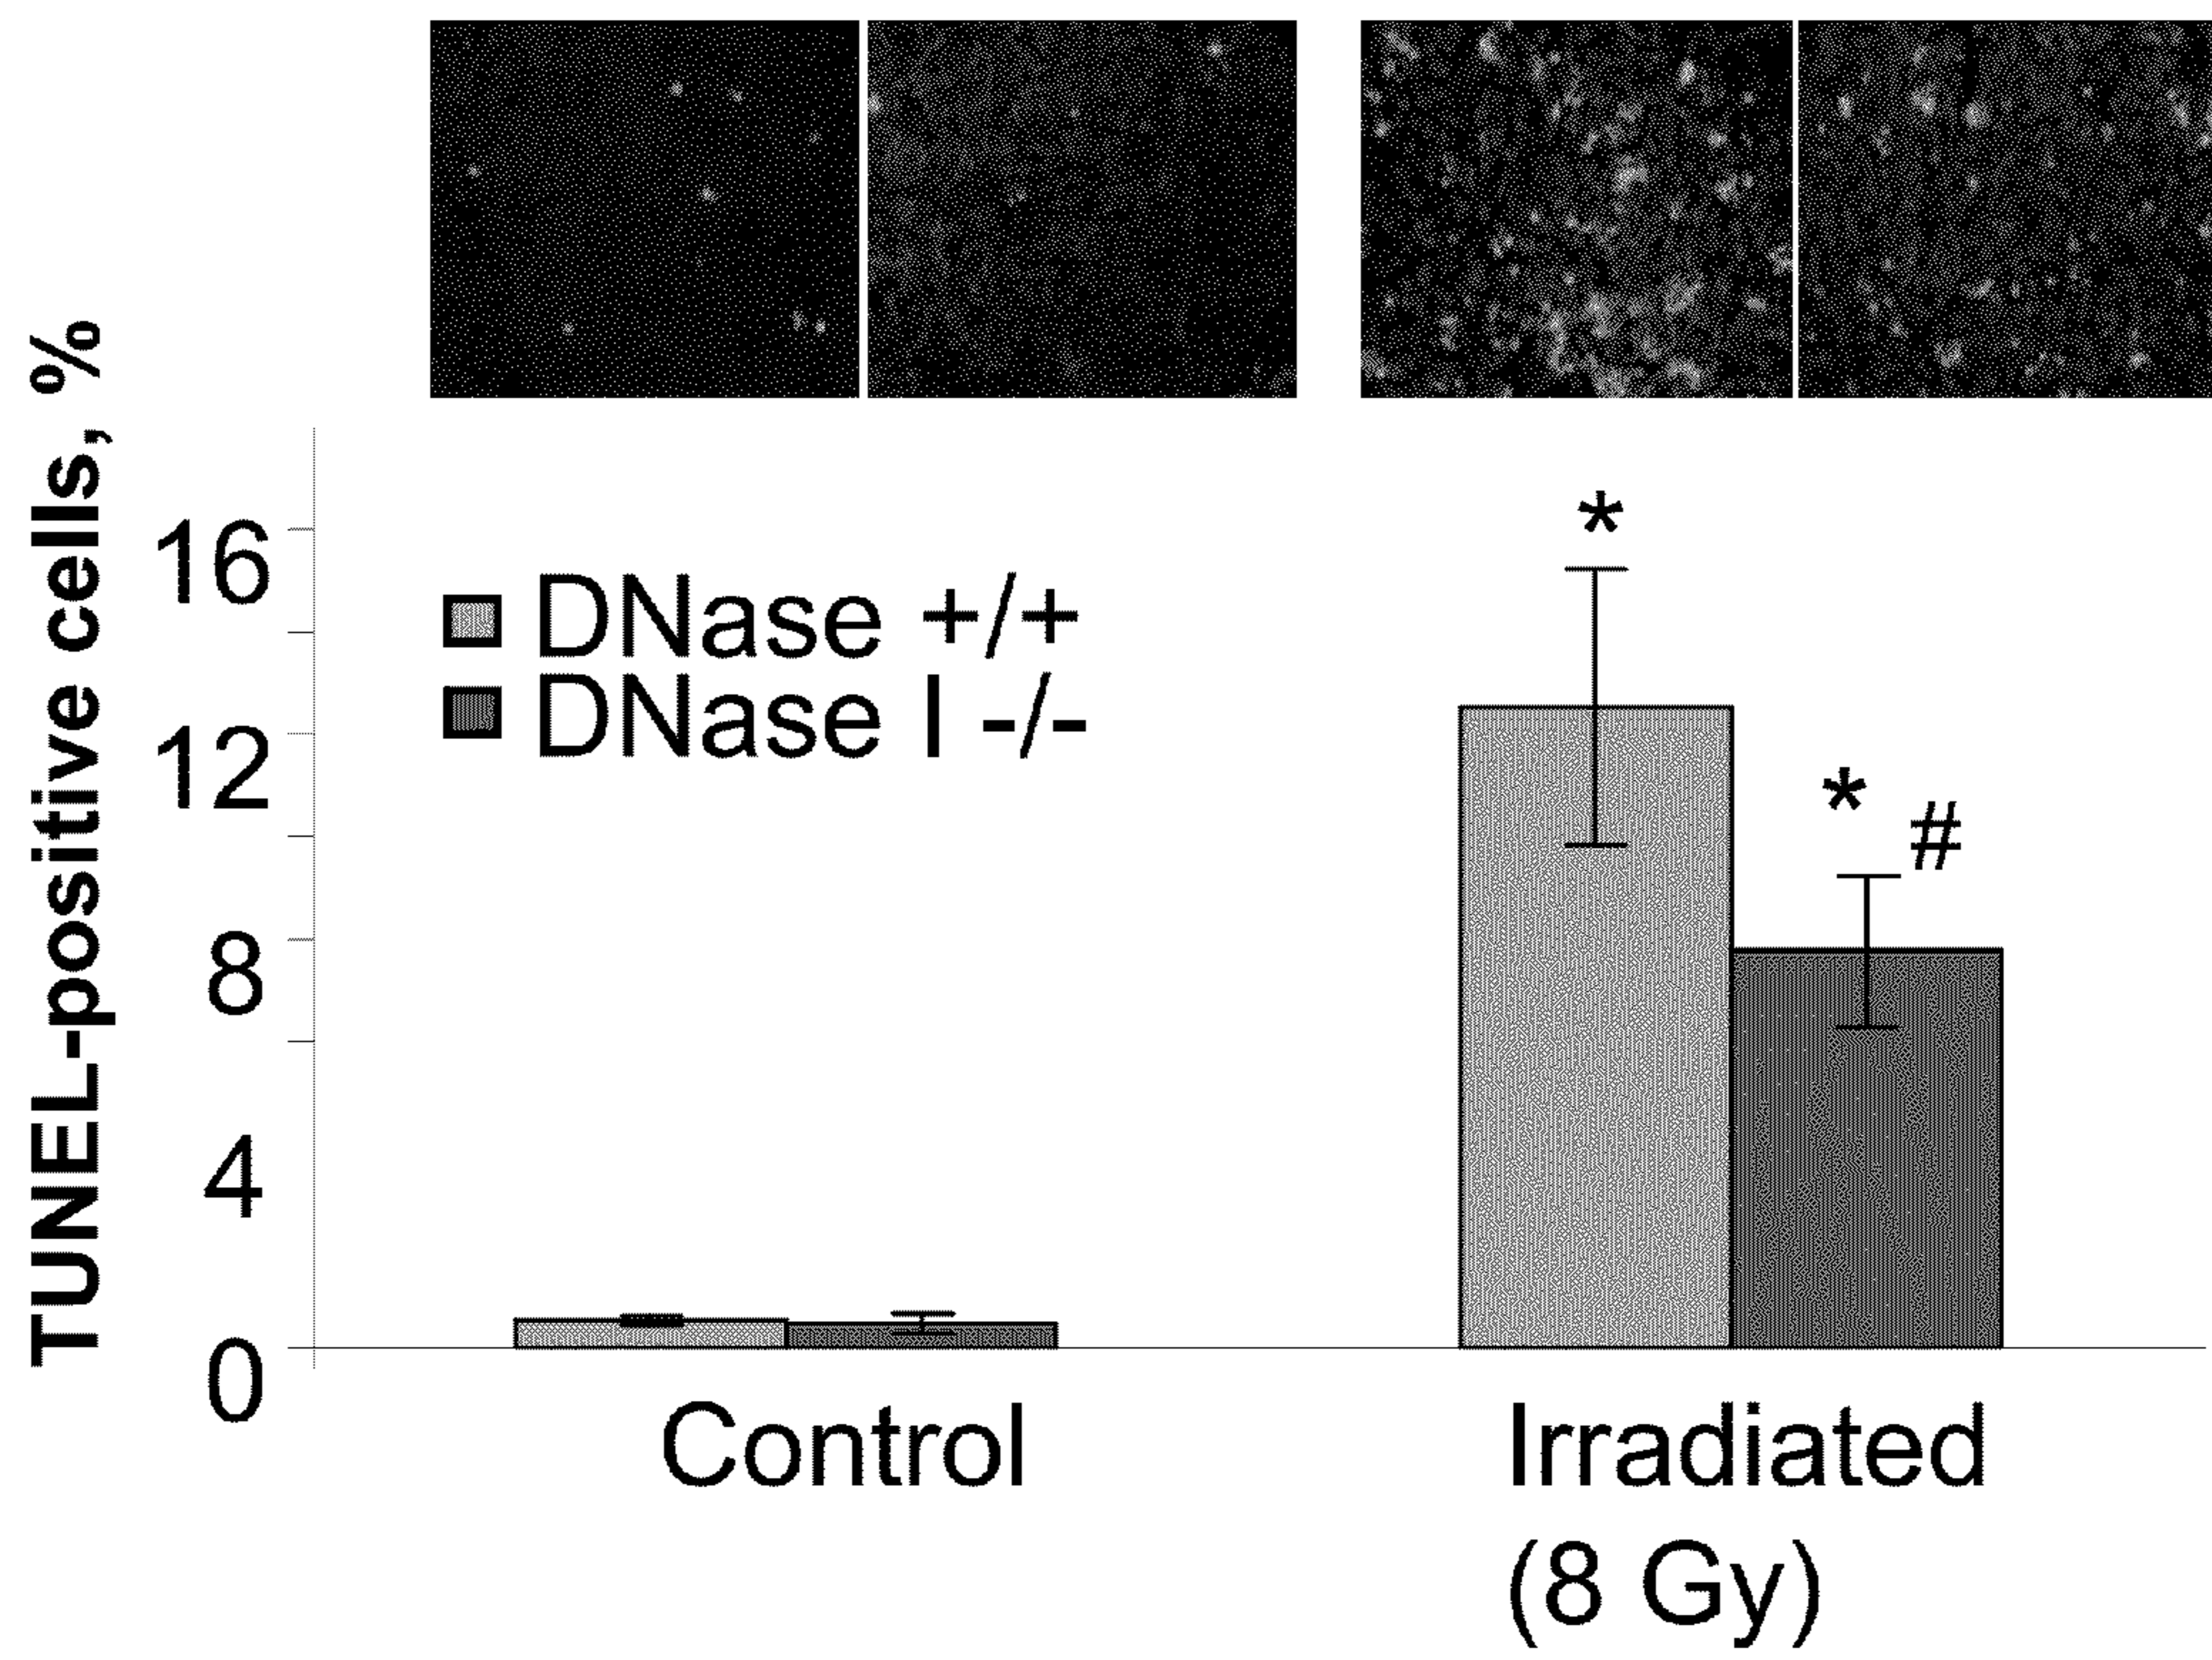 TUNEL-positive cells, %
16
12
8
4
0
DNase +/+
DNase I -/-
*
*
#
Control
Irradiated
(8 Gy)